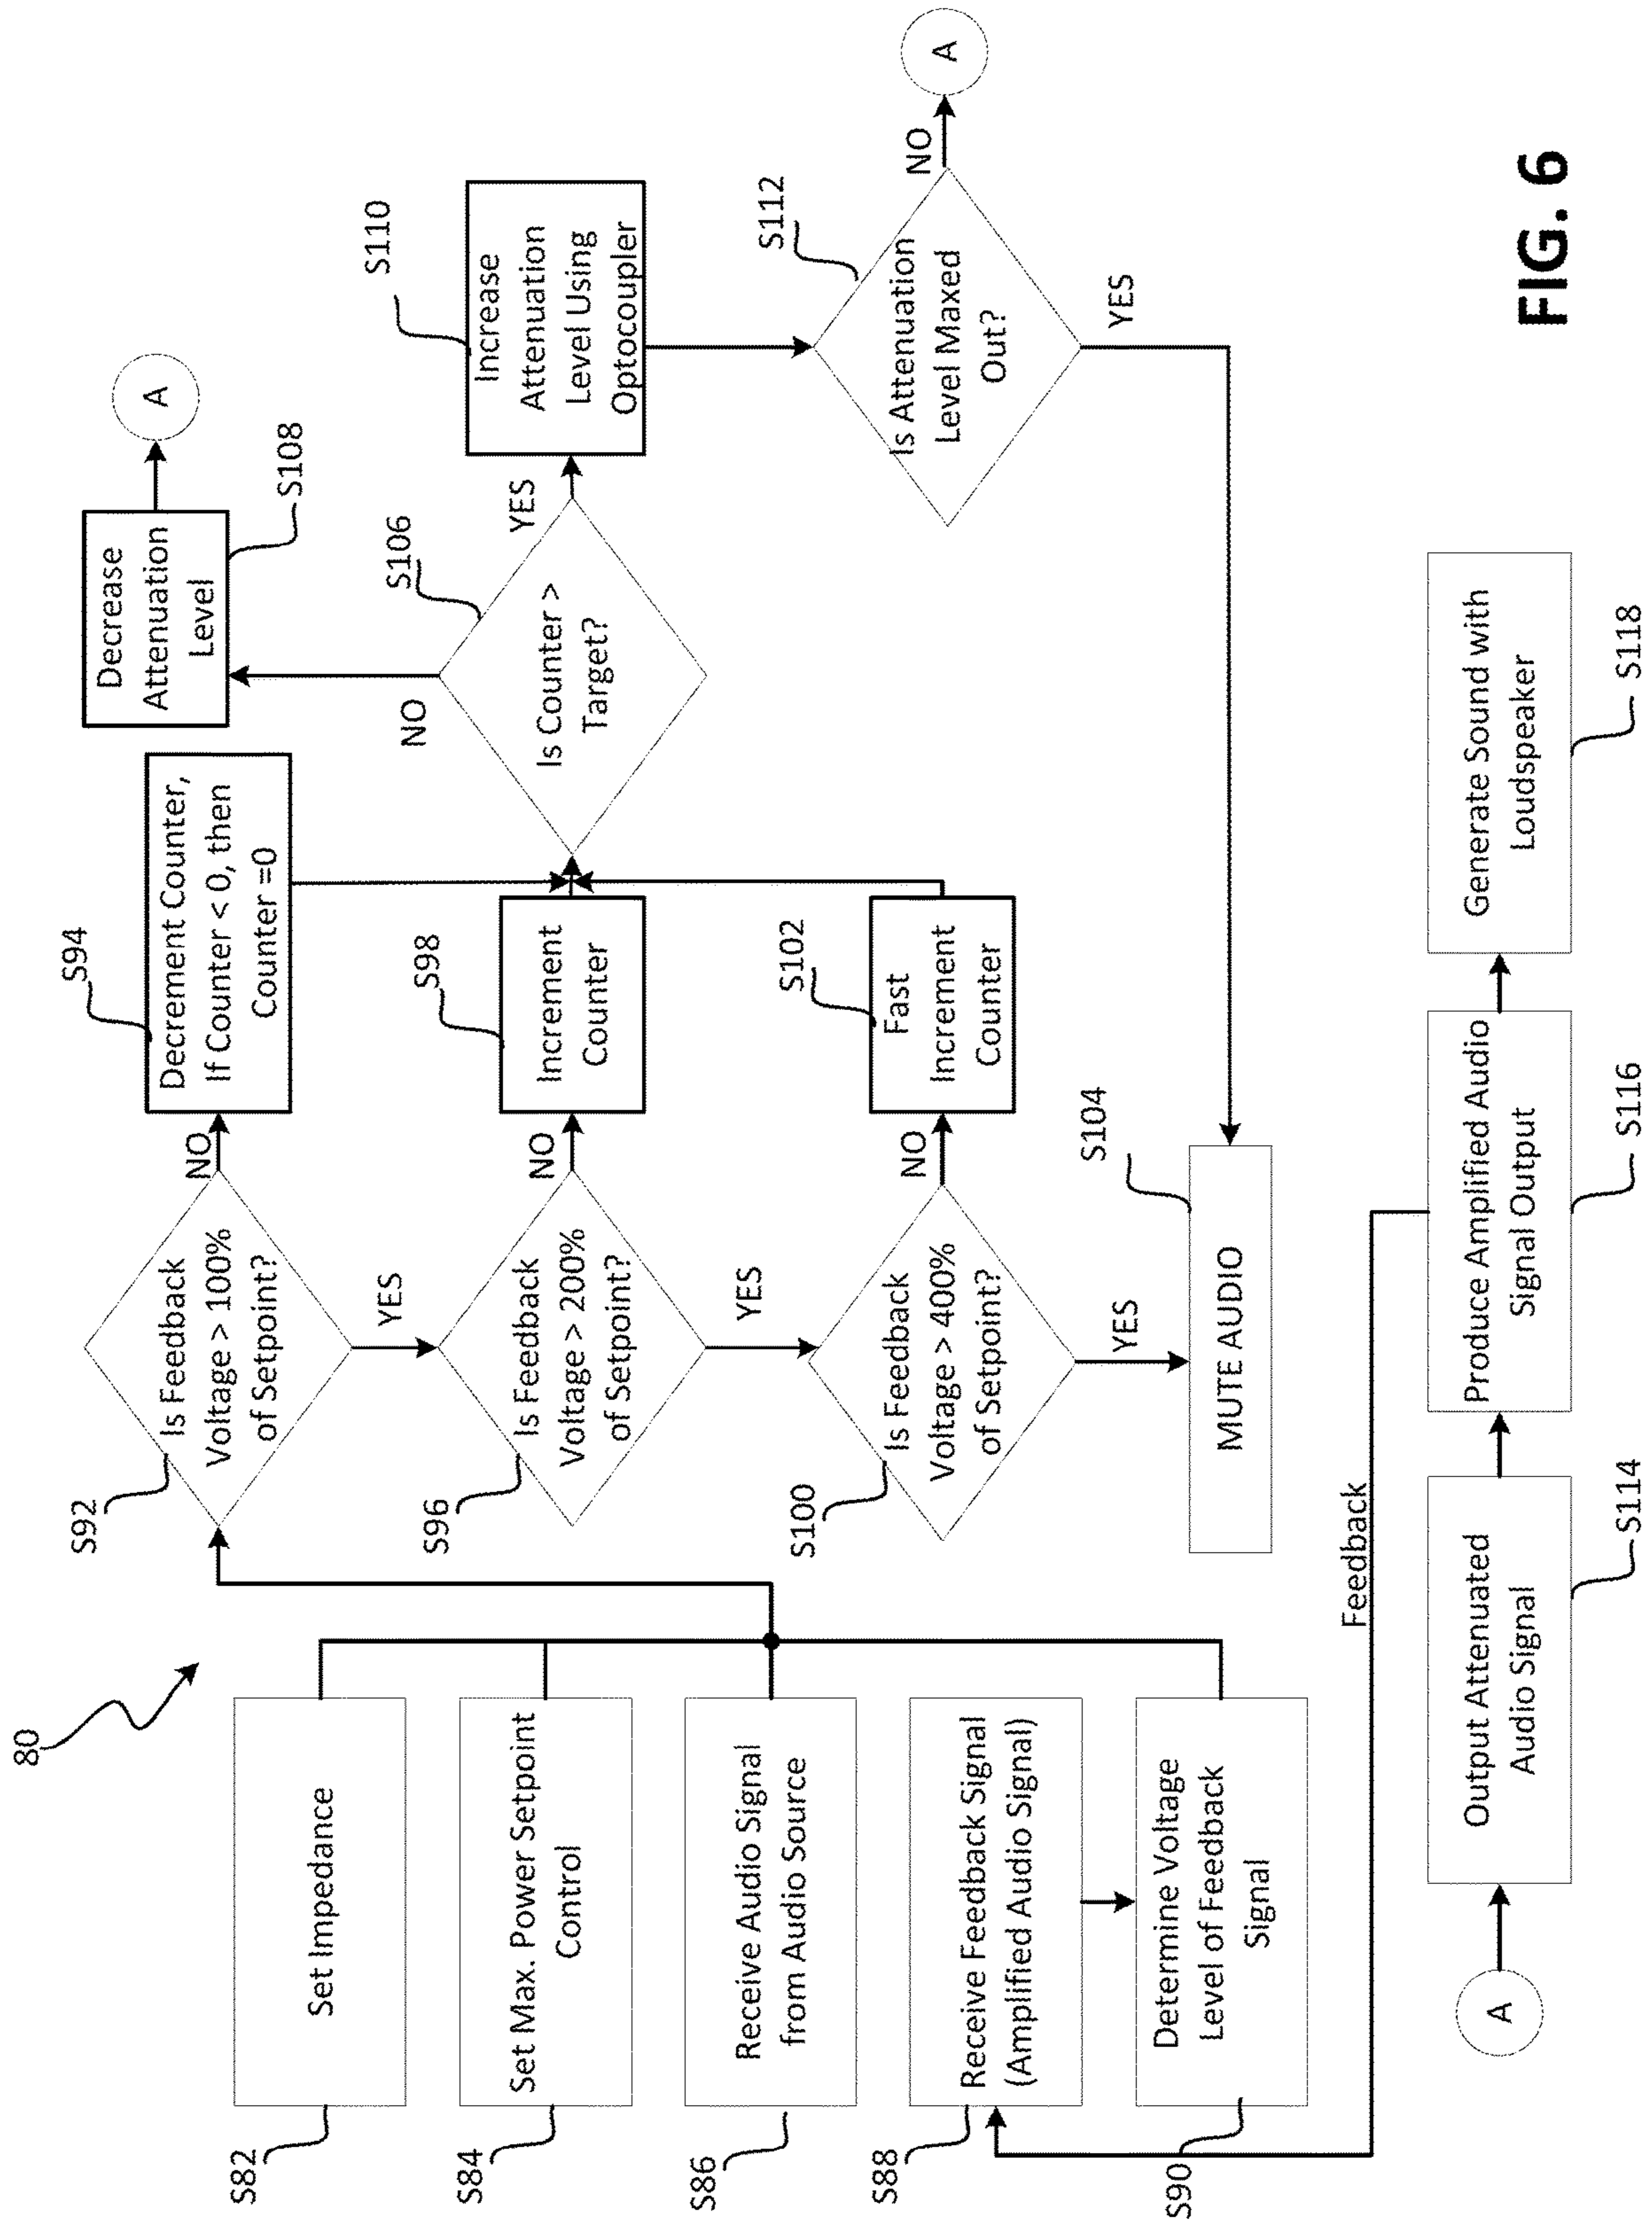 80
S82
Set Impedance
S84
Set Max. Power Setpoint
Control
S86
Receive Audio Signal
from Audio Source
S88
Receive Feedback Signal
(Amplified Audio Signal)
S90
Determine Voltage
Level of Feedback
Signal
S92
Is Feedback
Voltage > 100%
of Setpoint?
NO
YES
S94
Decrement Counter,
If Counter < 0, then
Counter =0
S96
Is Feedback
Voltage > 200%
of Setpoint?
NO
YES
S98
Increment
Counter
S100
Is Feedback
Voltage > 400%
of Setpoint?
NO
YES
S102
Fast
Increment
Counter
S104
MUTE AUDIO
S106
Is Counter >
Target?
NO
YES
S108
Decrease
Attenuation
Level
A
S110
Increase
Attenuation
Level Using
Optocoupler
S112
Is Attenuation
Level Maxed
Out?
NO
YES
A
Feedback
A
Output Attenuated
Audio Signal
S114
Produce Amplified Audio
Signal Output
S116
Generate Sound with
Loudspeaker
S118
FIG. 6